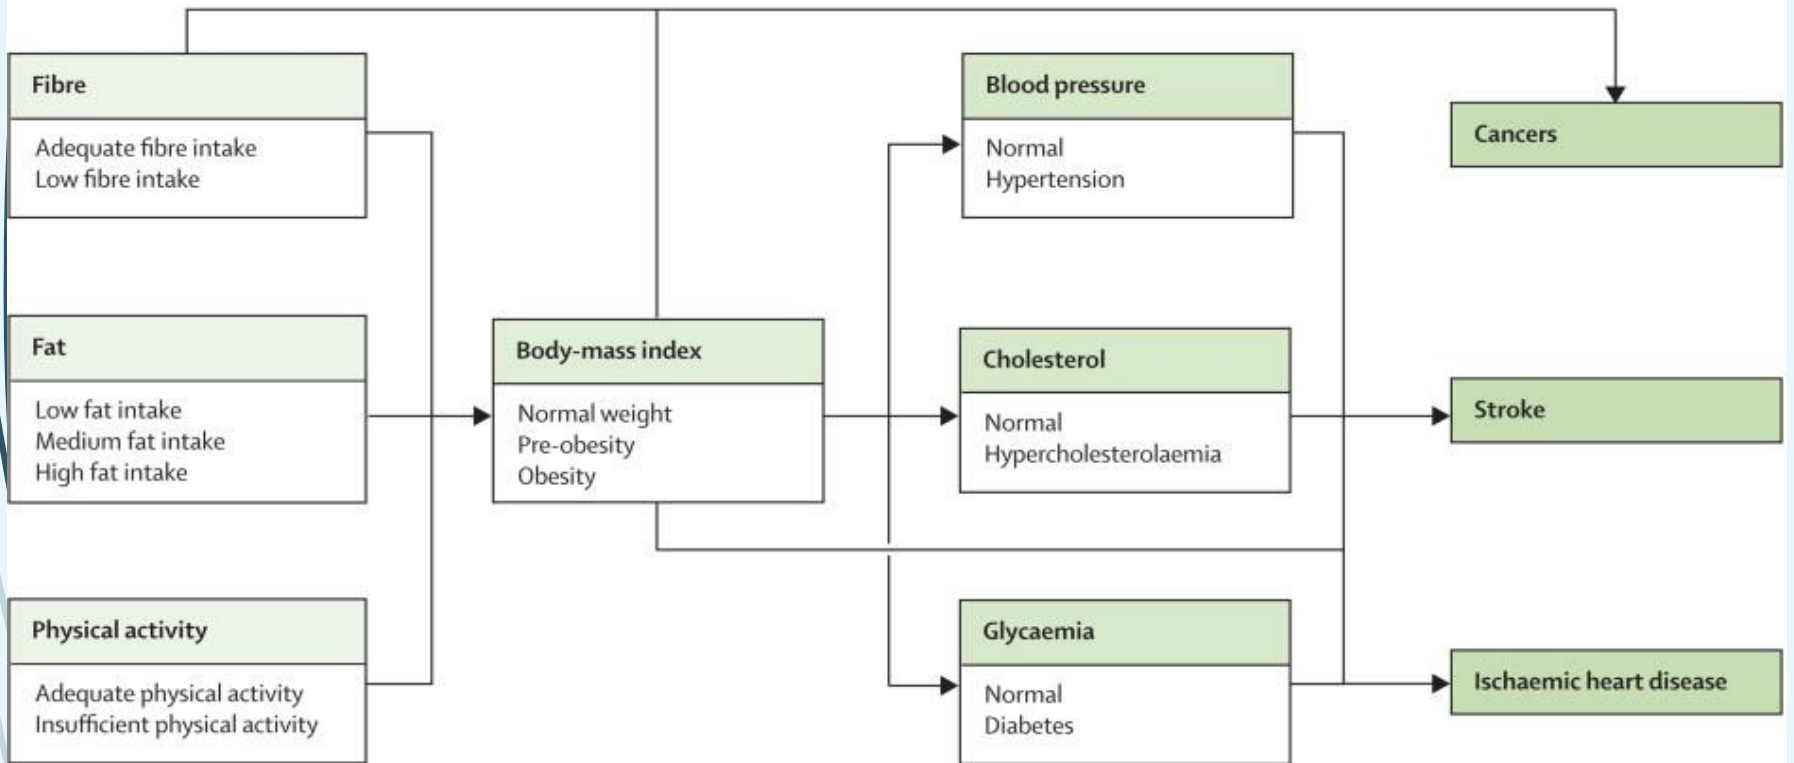 Fibre
Adequate fibre intake
Low fibre intake
Fat
Low fat intake
Medium fat intake
High fat intake
Physical activity
Adequate physical activity
Insufficient physical activity
Body-mass index
Normal weight
Pre-obesity
Obesity
Blood pressure
Normal
Hypertension
Cholesterol
Normal
Hypercholesterolaemia
Glycaemia
Normal
Diabetes
Cancers
Stroke
Ischaemic heart disease